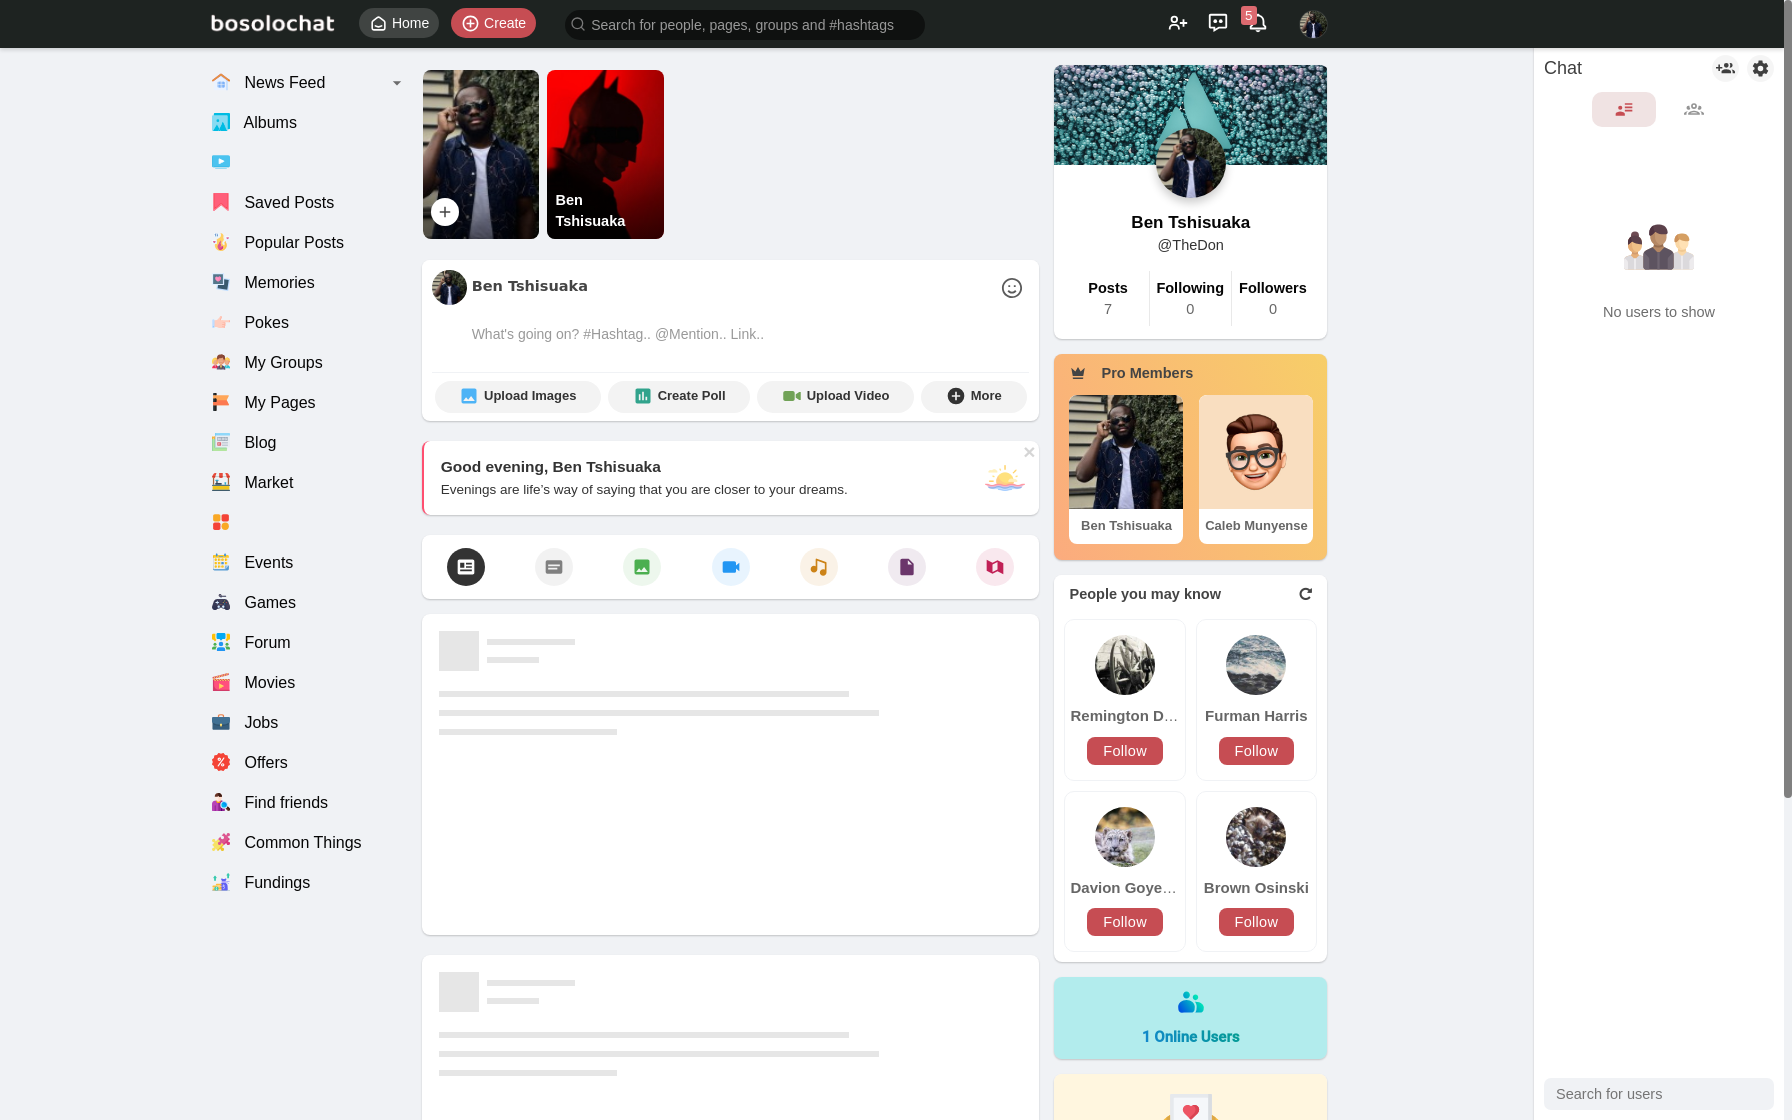 bosolochat
Home
Create
Search for people, pages, groups and #hashtags
5
News Feed
Albums
Saved Posts
Popular Posts
Memories
Pokes
My Groups
My Pages
Blog
Market
Events
Games
Forum
Movies
Jobs
Offers
Find friends
Common Things
Fundings
Ben
Tshisuaka
Ben Tshisuaka
What's going on? #Hashtag.. @Mention.. Link..
Upload Images
Create Poll
Upload Video
More
Good evening, Ben Tshisuaka
Evenings are life’s way of saying that you are closer to your dreams.
Ben Tshisuaka
@TheDon
Posts
7
Following
0
Followers
0
Pro Members
Ben Tshisuaka
Caleb Munyense
People you may know
Remington D...
Follow
Furman Harris
Follow
Davion Goye...
Follow
Brown Osinski
Follow
1 Online Users
Chat
No users to show
Search for users